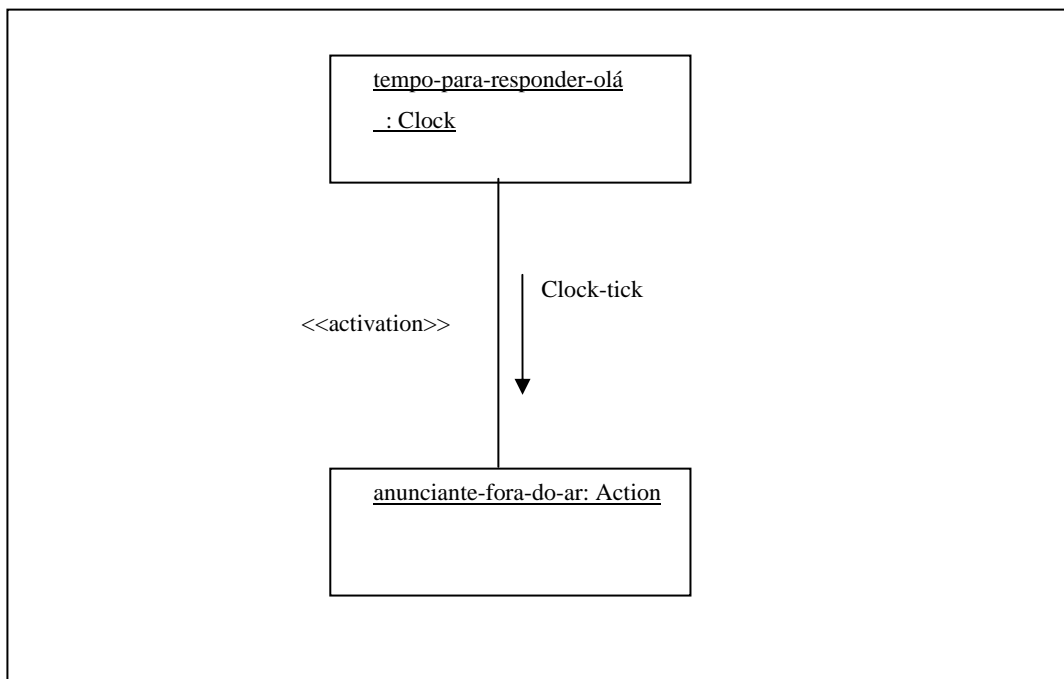 tempo-para-responder-olá
: Clock
Clock-tick
<<activation>>
anunciante-fora-do-ar: Action